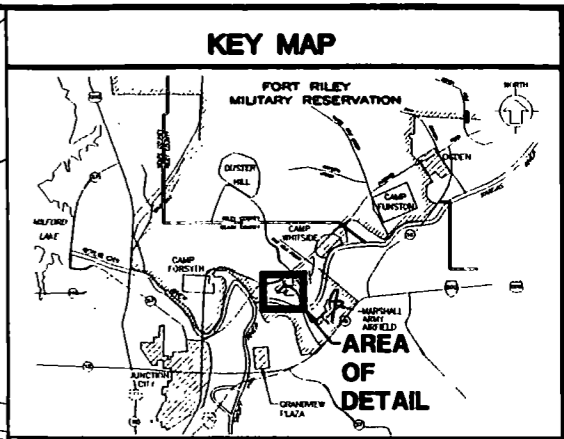 KEY MAP
FORT RILEY
MILITARY RESERVATION
NORTH
CUSTER
HILL
OGDEN
CAMP
FUNSTON
MILFORD
LAKE
CAMP
WHITSIDE
CAMP
FORSYTH
MARSHALL
ARMY
AIRFIELD
AREA
OF
DETAIL
JUNCTION
CITY
GRANDVIEW
PLAZA